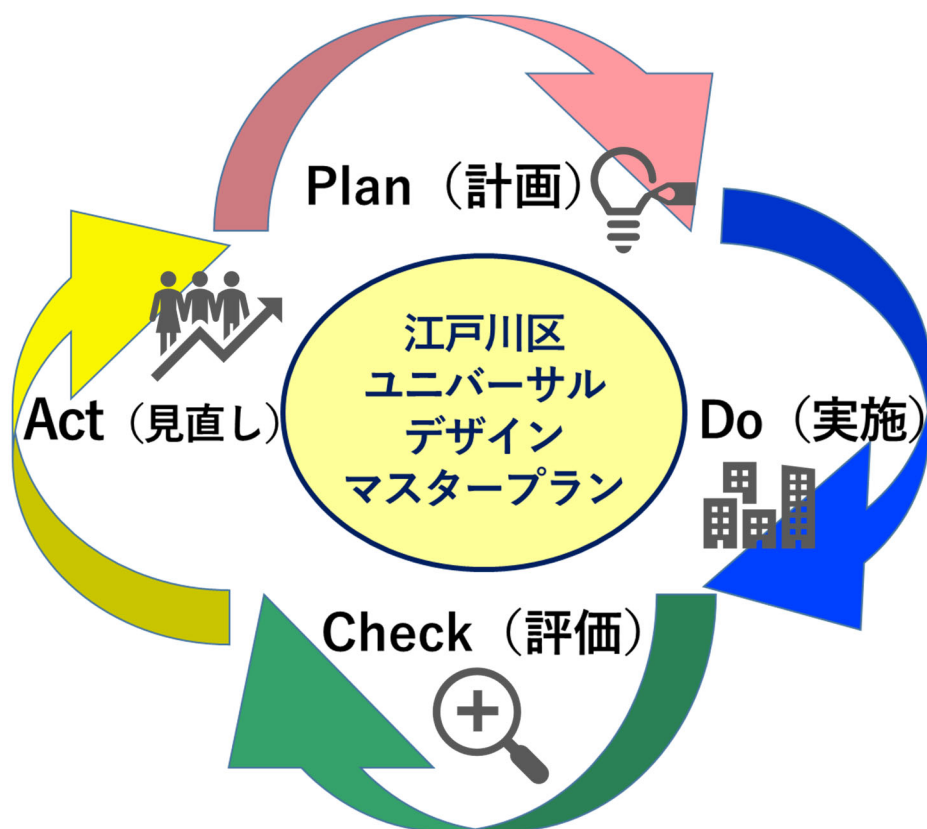 Plan（計画）
江戸川区
ユニバーサル
デザイン
マスタープラン
Do（実施）
Check（評価）
Act（見直し）